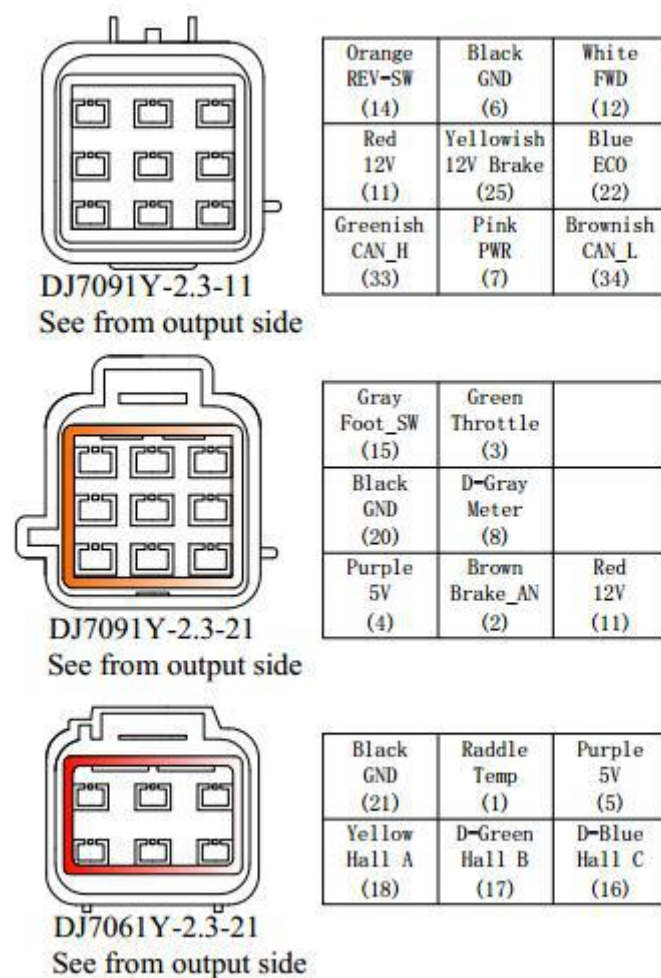 Orange Black White
REV-SW GND FWD
(14) (6) (12)
Red Yellowish Blue
12V 12V Brake ECO
(11) (25) (22)
Greenish Pink Brownish
CAN_H PWR CAN_L
(33) (7) (34)
DJ7091Y-2.3-11
See from output side
Gray Green
Foot_SW Throttle
(15) (3)
Black D-Gray
GND Meter
(20) (8)
Purple Brown Red
5V Brake_AN 12V
(4) (2) (11)
DJ7091Y-2.3-21
See from output side
Black Raddle Purple
GND Temp 5V
(21) (1) (5)
Yellow D-Green D-Blue
Hall A Hall B Hall C
(18) (17) (16)
DJ7061Y-2.3-21
See from output side